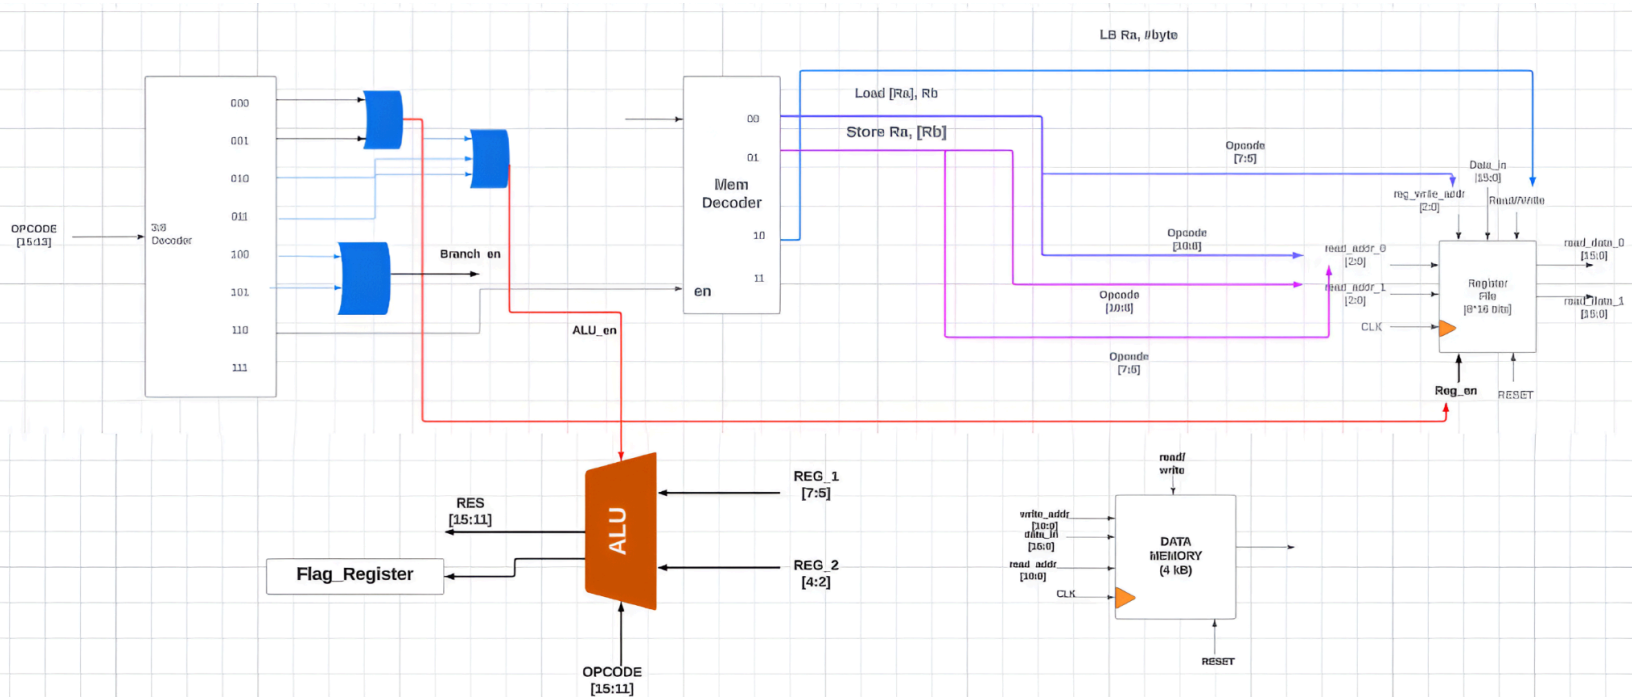 LB Ra, #byte
Load [Ra], Rb
Store Ra, [Rb]
000
001
010
011
100
101
110
111
OPCODE
[15:13]
3:8
Decoder
Branch_en
ALU_en
00
01
Mem
Decoder
10
11
en
Opcode
[7:5]
Opcode
[10:8]
Opcode
[10:8]
Opcode
[7:5]
Data_in
[15:0]
reg_write_addr
[2:0]
Read/Write
read_addr_0
[2:0]
read_addr_1
[2:0]
CLK
Register
File
[8*16 bits]
read_data_0
[15:0]
read_data_1
[15:0]
Reg_en
RESET
ALU
REG_1
[7:5]
REG_2
[4:2]
RES
[15:11]
Flag_Register
OPCODE
[15:11]
read/
write
write_addr
[10:0]
data_in
[15:0]
read_addr
[10:0]
CLK
DATA
MEMORY
(4 kB)
RESET